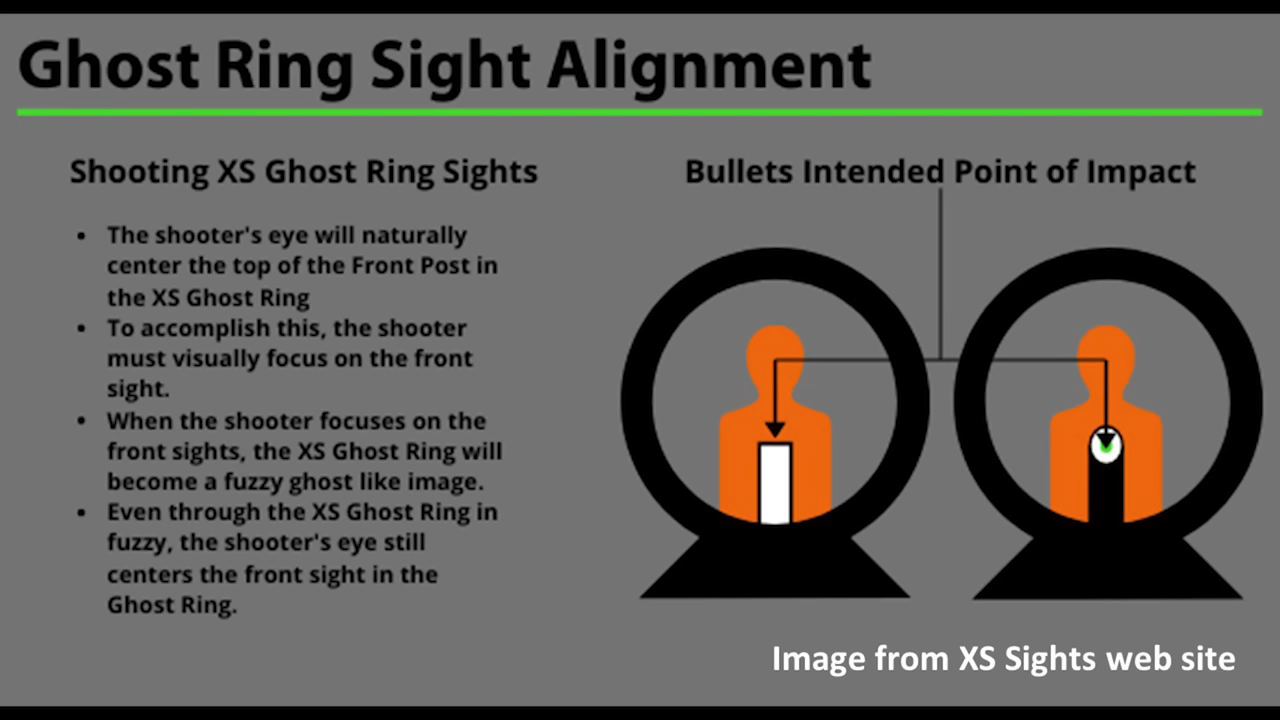 Ghost Ring Sight Alignment
Shooting XS Ghost Ring Sights
• The shooter's eye will naturally
center the top of the Front Post in
the XS Ghost Ring
• To accomplish this, the shooter
must visually focus on the front
sight.
• When the shooter focuses on the
front sights, the XS Ghost Ring will
become a fuzzy ghost like image.
• Even through the XS Ghost Ring in
fuzzy, the shooter's eye still
centers the front sight in the
Ghost Ring.
Bullets Intended Point of Impact
Image from XS Sights web site